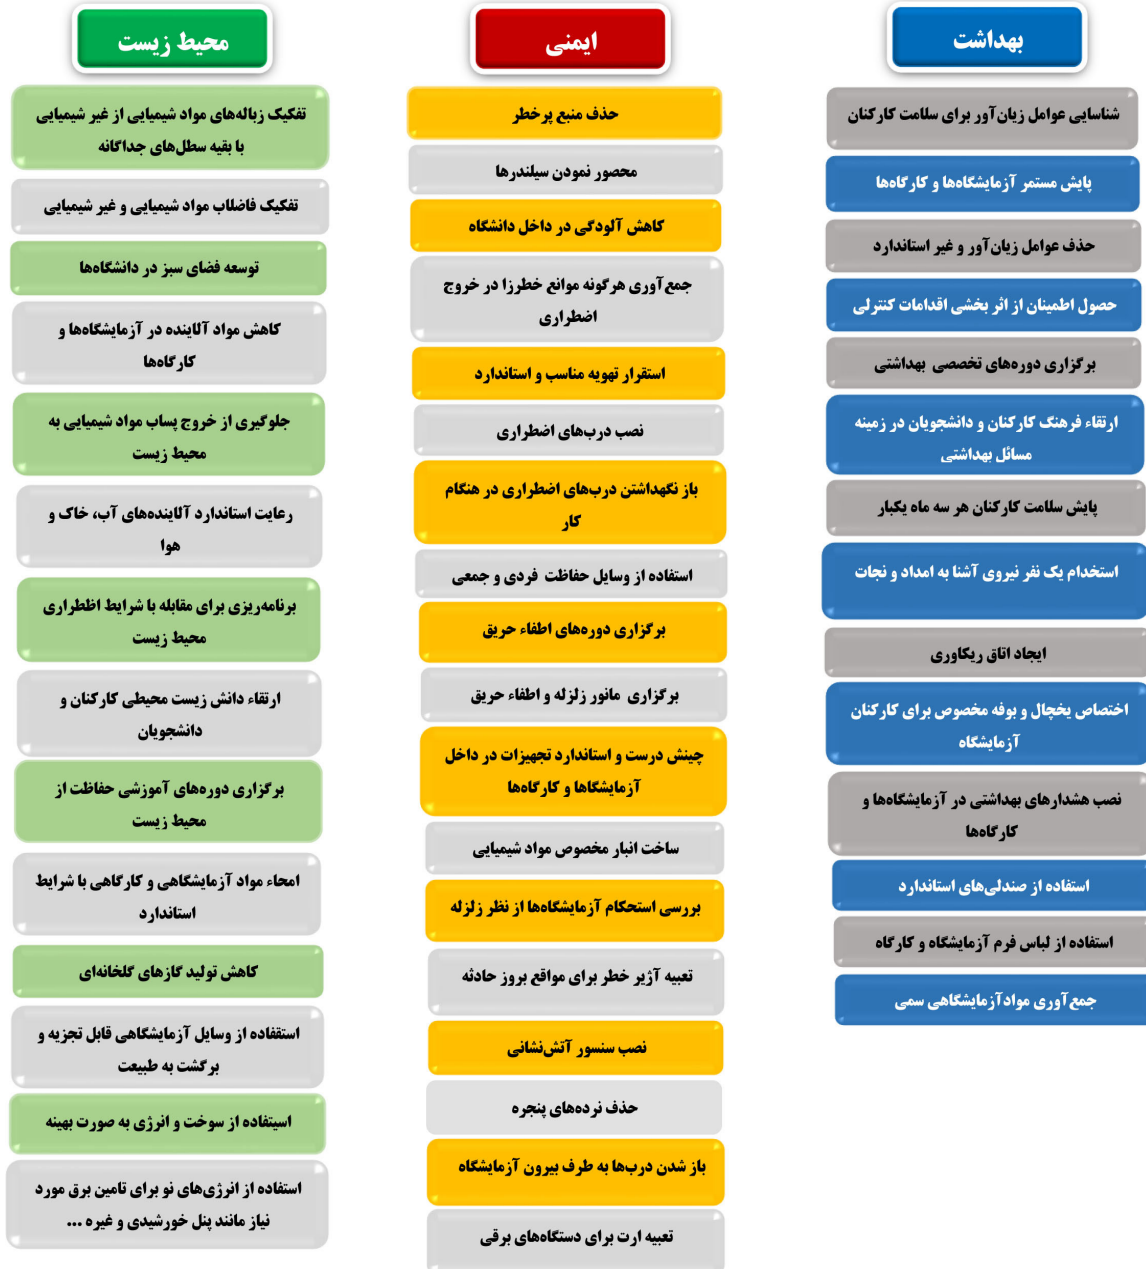 بهداشت
شناسایی عوامل زیان‌آور برای سلامت کارکنان
پایش مستمر آزمایشگاه‌ها و کارگاه‌ها
حذف عوامل زیان‌آور و غیر استاندارد
حصول اطمینان از اثر بخشی اقدامات کنترلی
برگزاری دوره‌های تخصصی بهداشتی
ارتقاء فرهنگ کارکنان و دانشجویان در زمینه
مسائل بهداشتی
پایش سلامت کارکنان هر سه ماه یکبار
استخدام یک نفر نیروی آشنا به امداد و نجات
ایجاد اتاق ریکاوری
اختصاص یخچال و بوفه مخصوص برای کارکنان
آزمایشگاه
نصب هشدارهای بهداشتی در آزمایشگاه‌ها و
کارگاه‌ها
استفاده از صندلی‌های استاندارد
استفاده از لباس فرم آزمایشگاه و کارگاه
جمع‌آوری موادآزمایشگاهی سمی
ایمنی
حذف منبع پرخطر
محصور نمودن سیلندرها
کاهش آلودگی در داخل دانشگاه
جمع‌آوری هرگونه موانع خطرزا در خروج
اضطراری
استقرار تهویه مناسب و استاندارد
نصب درب‌های اضطراری
باز نگهداشتن درب‌های اضطراری در هنگام
کار
استفاده از وسایل حفاظت فردی و جمعی
برگزاری دوره‌های اطفاء حریق
برگزاری مانور زلزله و اطفاء حریق
چینش درست و استاندارد تجهیزات در داخل
آزمایشگاها و کارگاه‌ها
ساخت انبار مخصوص مواد شیمیایی
بررسی استحکام آزمایشگاه‌ها از نظر زلزله
تعبیه آژیر خطر برای مواقع بروز حادثه
نصب سنسور آتش‌نشانی
حذف نرده‌های پنجره
باز شدن درب‌ها به طرف بیرون آزمایشگاه
تعبیه ارت برای دستگاه‌های برقی
محیط زیست
تفکیک زباله‌های مواد شیمیایی از غیر شیمیایی
با بقیه سطل‌های جداگانه
تفکیک فاضلاب مواد شیمیایی و غیر شیمیایی
توسعه فضای سبز در دانشگاه‌ها
کاهش مواد آلاینده در آزمایشگاه‌ها و
کارگاه‌ها
جلوگیری از خروج پساب مواد شیمیایی به
محیط زیست
رعایت استاندارد آلاینده‌های آب، خاک و
هوا
برنامه‌ریزی برای مقابله با شرایط اظطراری
محیط زیست
ارتقاء دانش زیست محیطی کارکنان و
دانشجویان
برگزاری دوره‌های آموزشی حفاظت از
محیط زیست
امحاء مواد آزمایشگاهی و کارگاهی با شرایط
استاندارد
کاهش تولید گازهای گلخانه‌ای
استقفاده از وسایل آزمایشگاهی قابل تجزیه و
برگشت به طبیعت
اسیتفاده از سوخت و انرژی به صورت بهینه
استفاده از انرژی‌های نو برای تامین برق مورد
نیاز مانند پنل خورشیدی و غیره ...